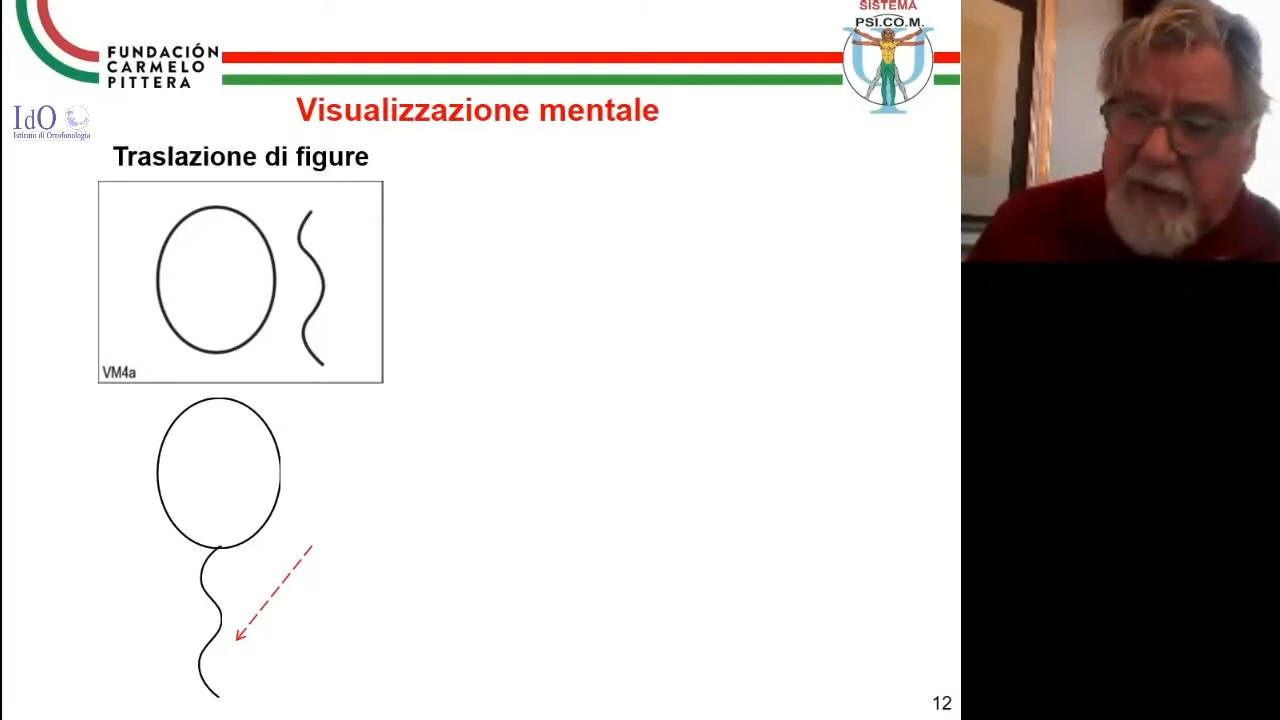 SISTEMA
PSI.CO.M.
FUNDACIÓN
CARMELO
PITTERA
IdO
Istituto di Ortofonologia
Visualizzazione mentale
Traslazione di figure
VM4a
12